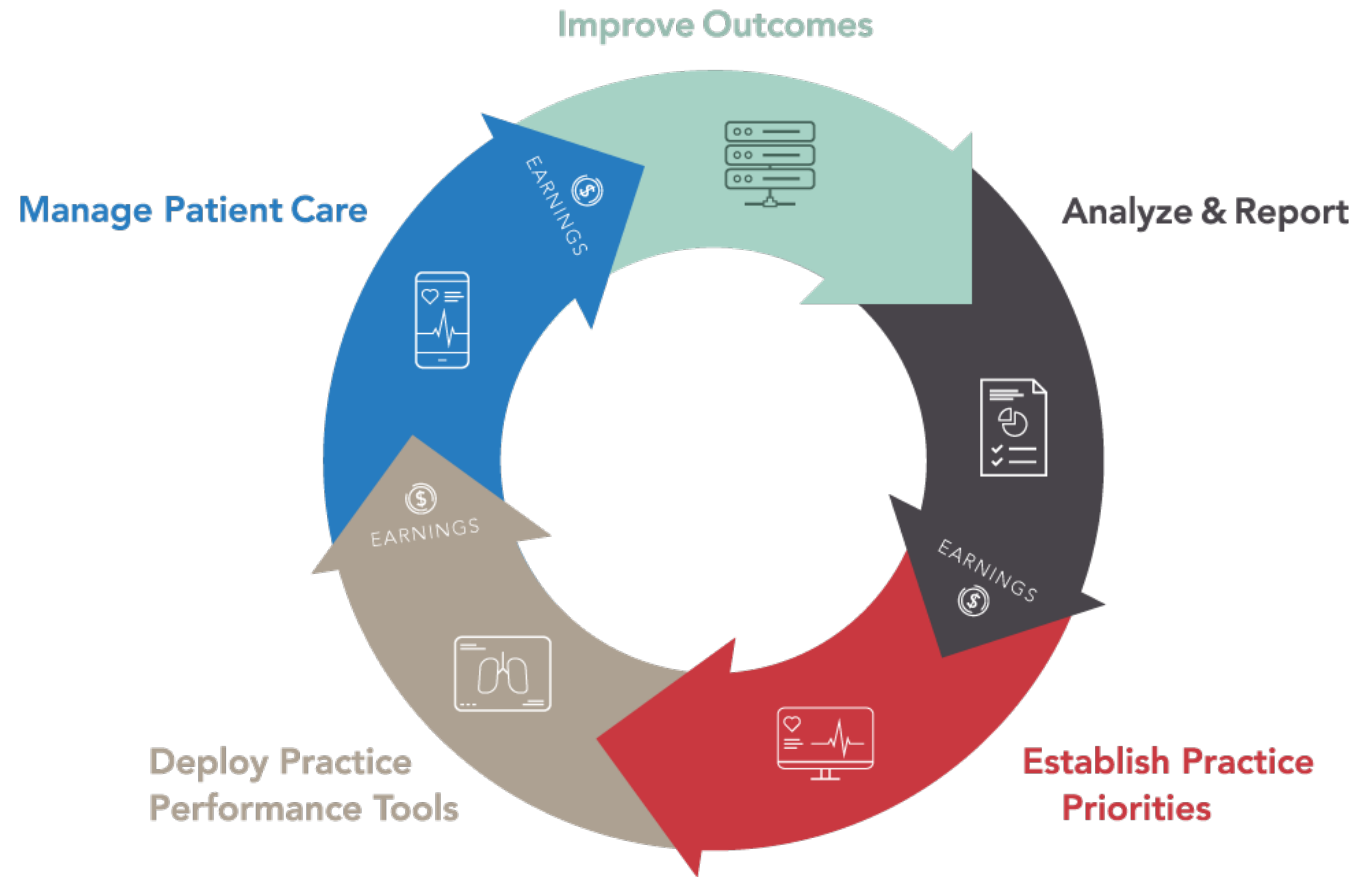 Improve Outcomes
EARNINGS
$
Manage Patient Care
Analyze & Report
$
EARNINGS
EARNINGS
$
Deploy Practice
Performance Tools
Establish Practice
Priorities